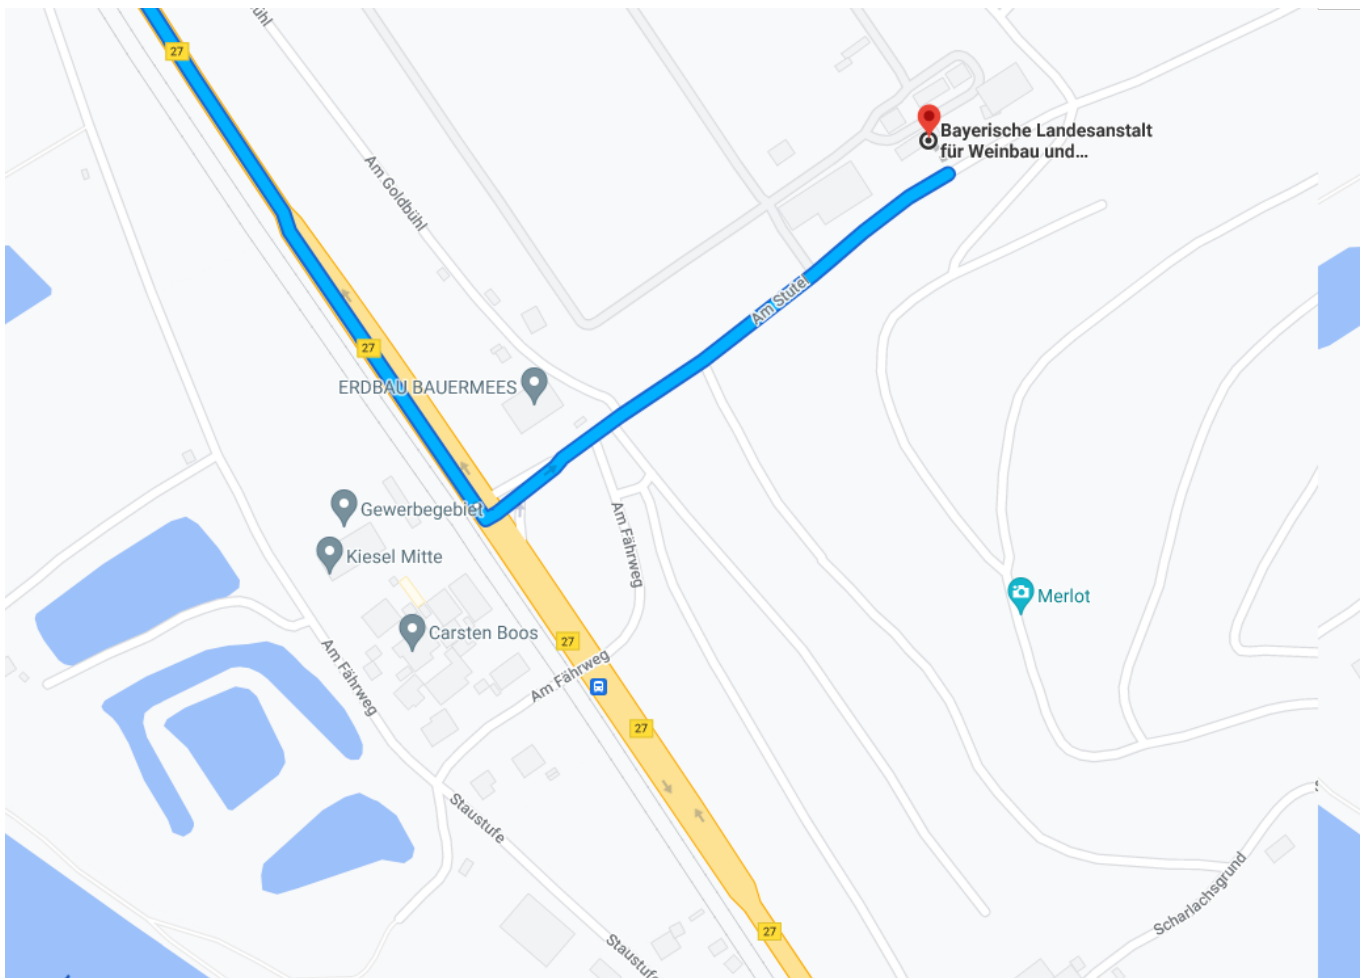 27
Am Goldbühl
Bayerische Landesanstalt
für Weinbau und...
Am Stutel
27
ERDBAU BAUERMEES
Gewerbegebiet
Am Fährweg
Kiesel Mitte
Merlot
Carsten Boos
27
Am Fährweg
Am Fährweg
27
Staustufe
Scharlachsgrund
27
Staustufe